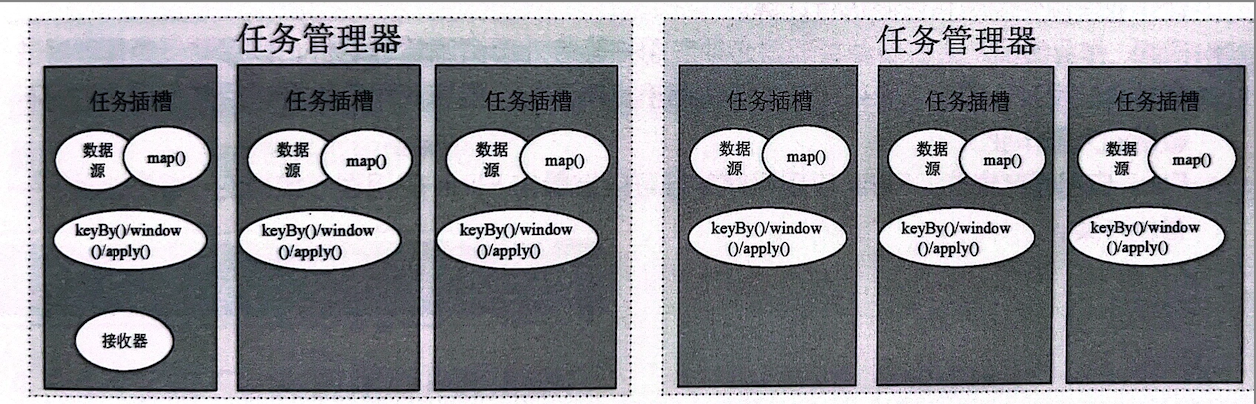 任务管理器
任务插槽
数据
源
map()
keyBy()/window
()/apply()
接收器
任务插槽
数据
源
map()
keyBy()/window
()/apply()
任务插槽
数据
源
map()
keyBy()/window
()/apply()
任务管理器
任务插槽
数据
源
map()
keyBy()/window
()/apply()
任务插槽
数据
源
map()
keyBy()/window
()/apply()
任务插槽
数据
源
map()
keyBy()/window
()/apply()